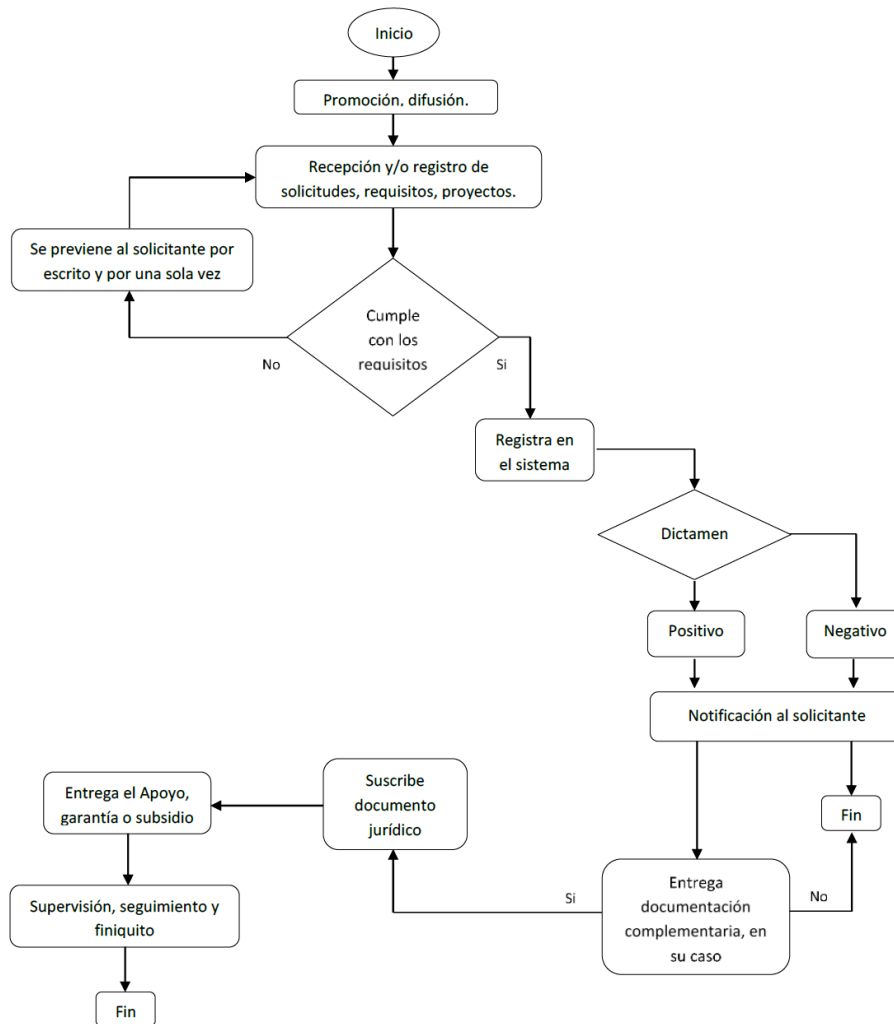 Inicio
Promoción. difusión.
Recepción y/o registro de
solicitudes, requisitos, proyectos.
Se previene al solicitante por
escrito y por una sola vez
Cumple
con los
requisitos
No
Si
Registra en
el sistema
Dictamen
Positivo
Negativo
Notificación al solicitante
Fin
Entrega
documentación
complementaria, en
su caso
Si
No
Suscribe
documento
jurídico
Entrega el Apoyo,
garantía o subsidio
Supervisión, seguimiento y
finiquito
Fin